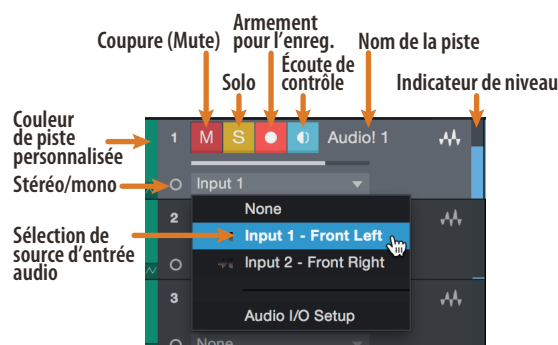 Armement
pour l'enreg.
Coupure (Mute)
Nom de la piste
Solo
Écoute de
contrôle
Indicateur de niveau
Couleur
de piste
personnalisée
1 M S Audio! 1
Stéréo/mono
Input 1
2
None
Sélection de
source d'entrée
audio
Input 1 - Front Left
Input 2 - Front Right
3
Audio I/O Setup
None